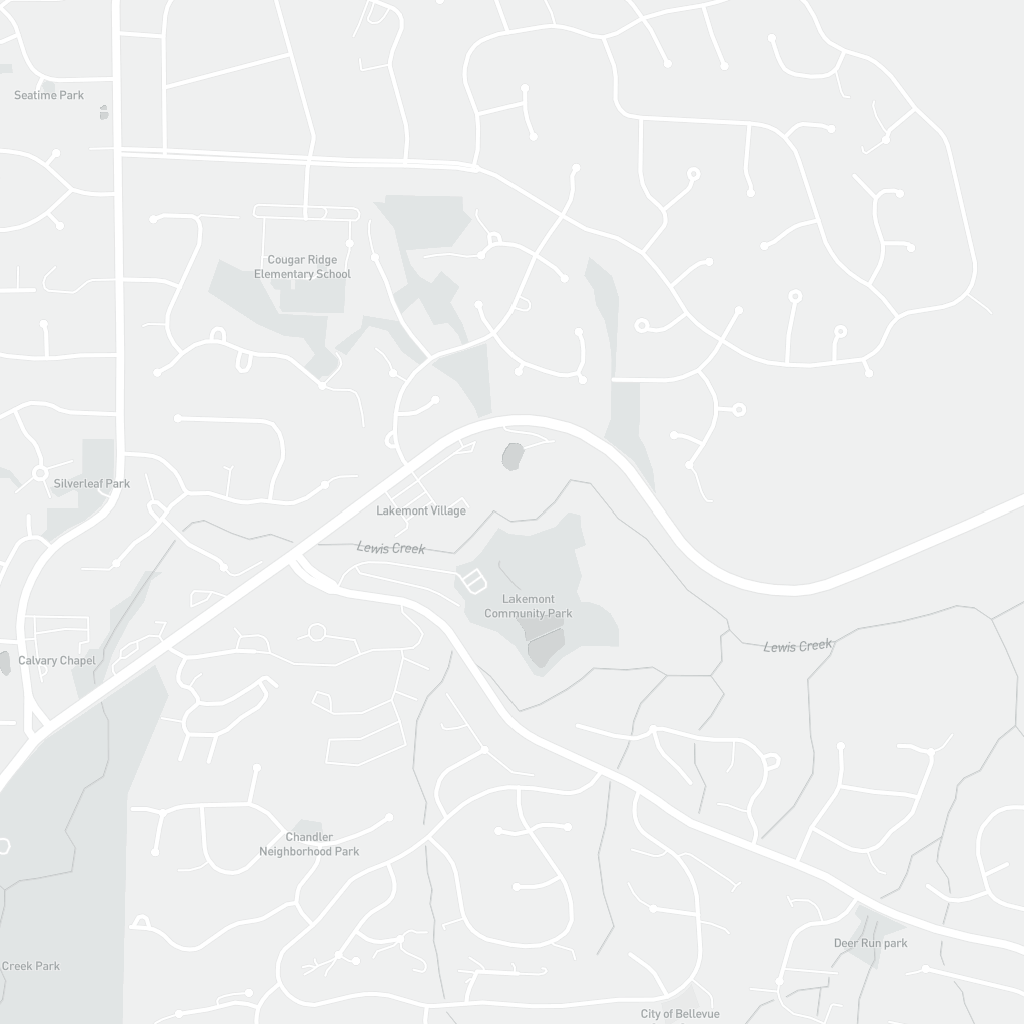 Seatime Park
Cougar Ridge
Elementary School
Silverleaf Park
Lakemont Village
Lewis Creek
Lakemont
Community Park
Lewis Creek
Calvary Chapel
Chandler
Neighborhood Park
Deer Run park
Creek Park
City of Bellevue